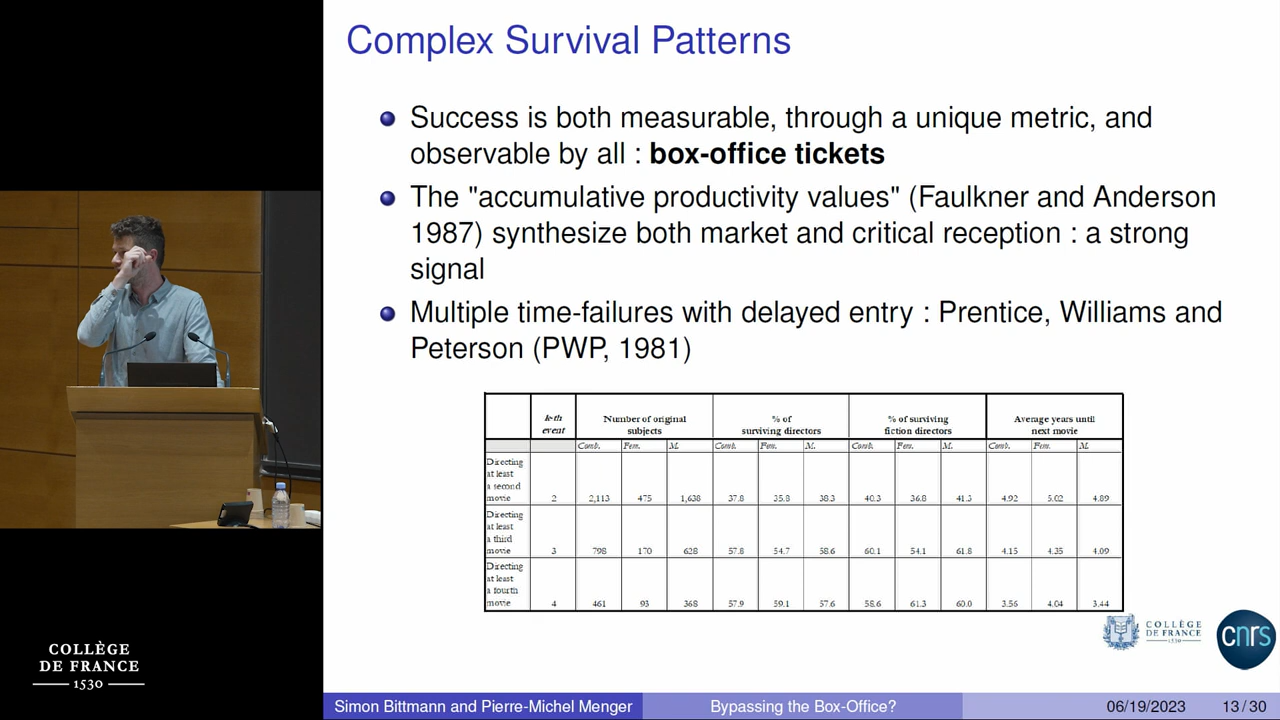 Complex Survival Patterns
Success is both measurable, through a unique metric, and
observable by all : box-office tickets
The "accumulative productivity values" (Faulkner and Anderson
1987) synthesize both market and critical reception : a strong
signal
Multiple time-failures with delayed entry : Prentice, Williams and
Peterson (PWP, 1981)
k-th event Number of original subjects % of surviving directors % of surviving fiction directors Average years until next movie
Comb. Fem. M. Comb. Fem. M. Comb. Fem. M. Comb. Fem. M.
Directing
at least
a second
movie 2 2,113 475 1,638 37.8 35.8 38.3 40.3 36.8 41.3 4.92 5.02 4.89
Directing
at least
a third
movie 3 798 170 628 57.8 54.7 58.6 60.1 54.1 61.8 4.15 4.35 4.09
Directing
at least
a fourth
movie 4 461 93 368 57.9 59.1 57.6 58.6 61.3 60.0 3.56 4.04 3.44
COLLÈGE
DE FRANCE
1530
cnrs
COLLÈGE
DE FRANCE
1530
Simon Bittmann and Pierre-Michel Menger Bypassing the Box-Office? 06/19/2023 13 / 30